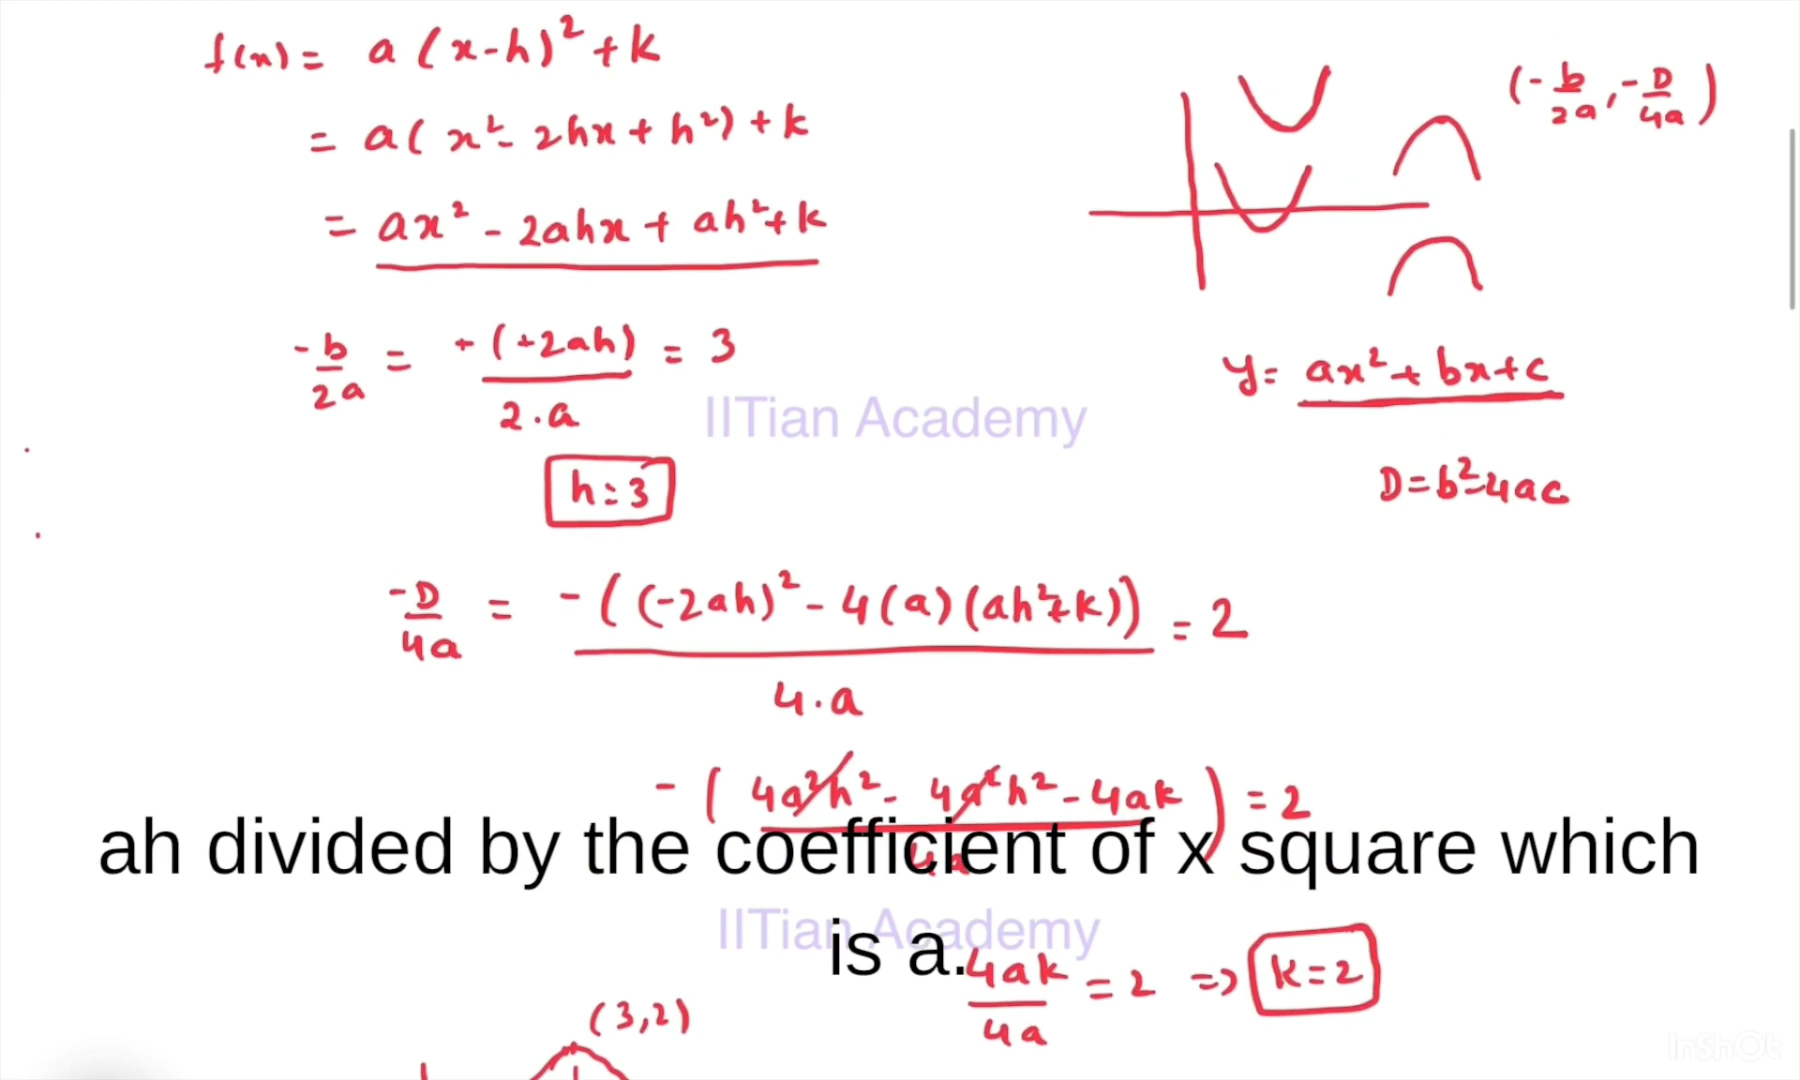 f(x) = a(x-h)² + k
= a(x² - 2hx + h²) + k
= ax² - 2ahx + ah² + k
(-b/2a, -D/4a)
-b/2a = +(+2ah)/2·a = 3
y = ax² + bx + c
IITian Academy
h = 3
D = b² - 4ac
-D/4a = -((-2ah)² - 4(a)(ah² + k))/4·a = 2
-(4a²h² - 4a²h² - 4ak)/4a = 2
ah divided by the coefficient of x square which
is a.
IITian Academy
4ak/4a = 2 ⇒ k = 2
(3,2)
InShOt